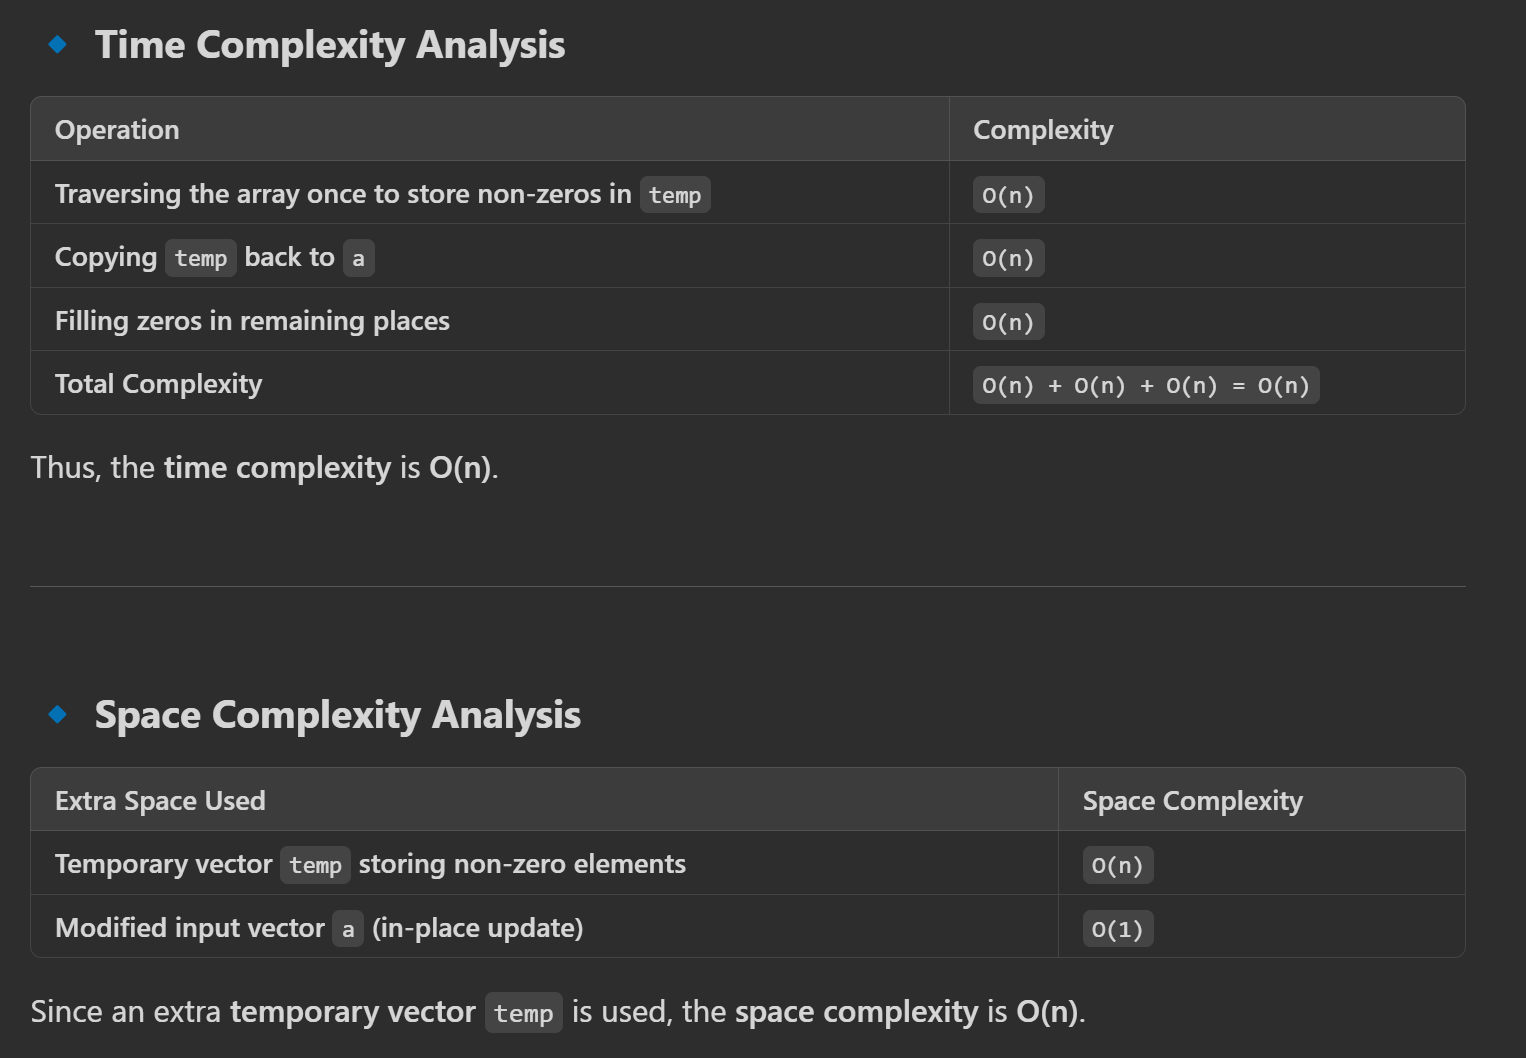 Time Complexity Analysis
Operation Complexity
Traversing the array once to store non-zeros in temp O(n)
Copying temp back to a O(n)
Filling zeros in remaining places O(n)
Total Complexity O(n) + O(n) + O(n) = O(n)
Thus, the time complexity is O(n).
Space Complexity Analysis
Extra Space Used Space Complexity
Temporary vector temp storing non-zero elements O(n)
Modified input vector a (in-place update) O(1)
Since an extra temporary vector temp is used, the space complexity is O(n).